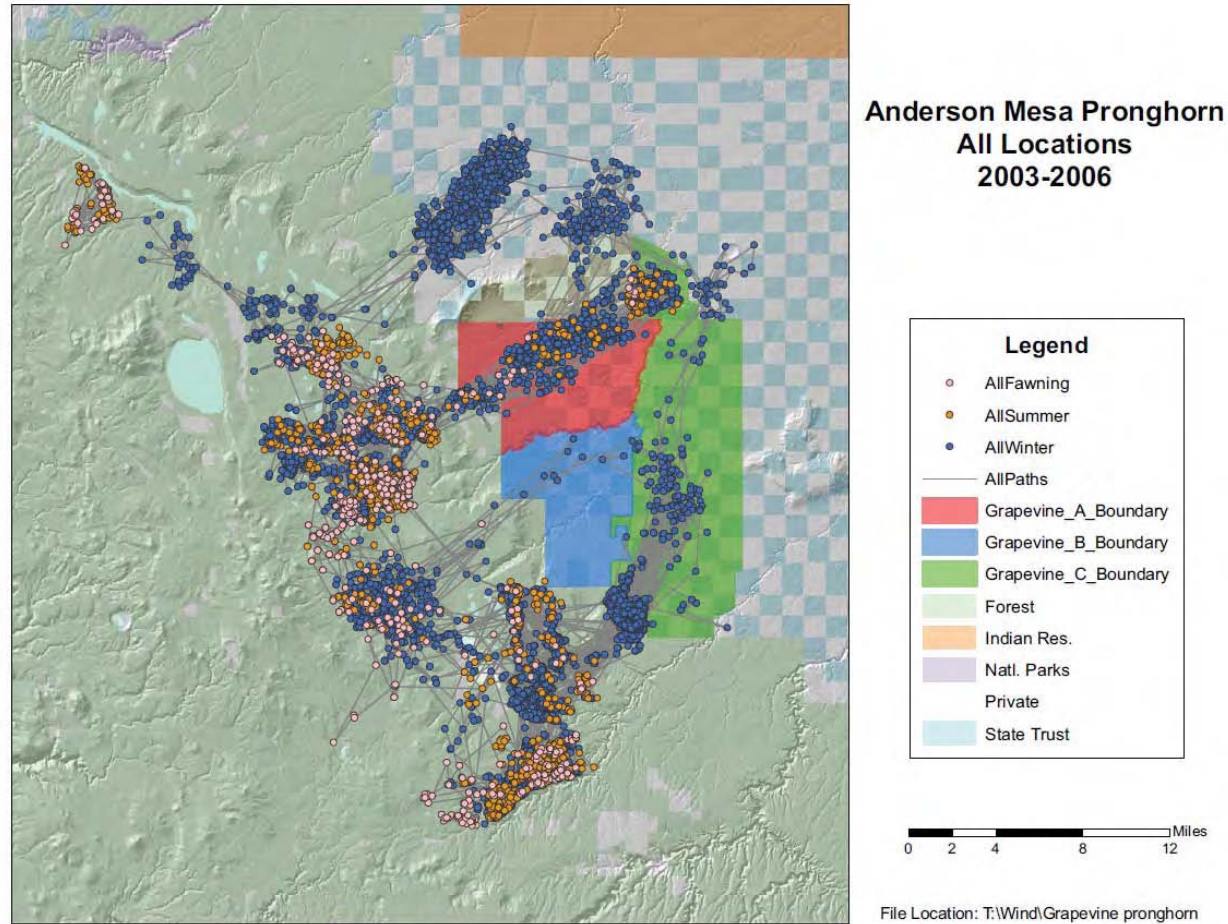 Anderson Mesa Pronghorn
All Locations
2003-2006
Legend
AllFawning
AllSummer
AllWinter
AllPaths
Grapevine_A_Boundary
Grapevine_B_Boundary
Grapevine_C_Boundary
Forest
Indian Res.
Natl. Parks
Private
State Trust
Miles
0 2 4 8 12
File Location: T:\Wind\Grapevine pronghorn